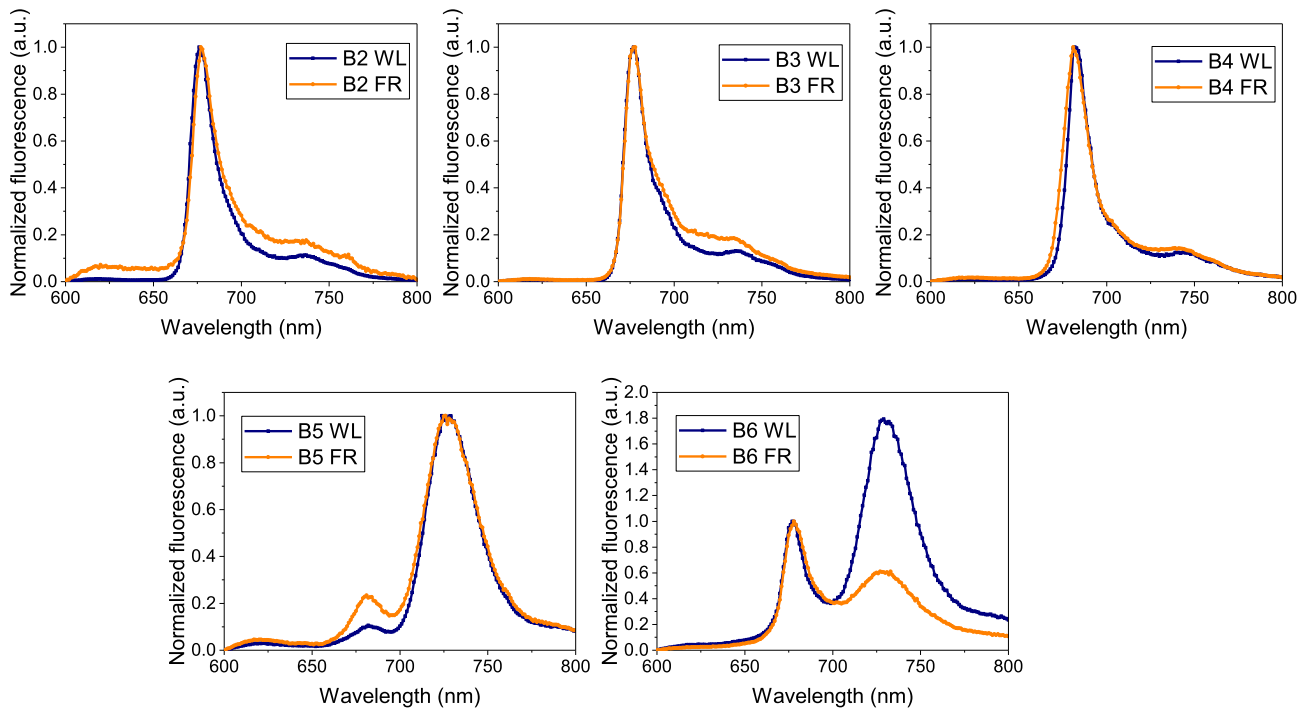 Normalized fluorescence (a.u.)
1.0
0.8
0.6
0.4
0.2
0.0
600 650 700 750 800
Wavelength (nm)
B2 WL
B2 FR
Normalized fluorescence (a.u.)
1.0
0.8
0.6
0.4
0.2
0.0
600 650 700 750 800
Wavelength (nm)
B3 WL
B3 FR
Normalized fluorescence (a.u.)
1.0
0.8
0.6
0.4
0.2
0.0
600 650 700 750 800
Wavelength (nm)
B4 WL
B4 FR
Normalized fluorescence (a.u.)
1.0
0.8
0.6
0.4
0.2
0.0
600 650 700 750 800
Wavelength (nm)
B5 WL
B5 FR
Normalized fluorescence (a.u.)
2.0
1.8
1.6
1.4
1.2
1.0
0.8
0.6
0.4
0.2
0.0
600 650 700 750 800
Wavelength (nm)
B6 WL
B6 FR